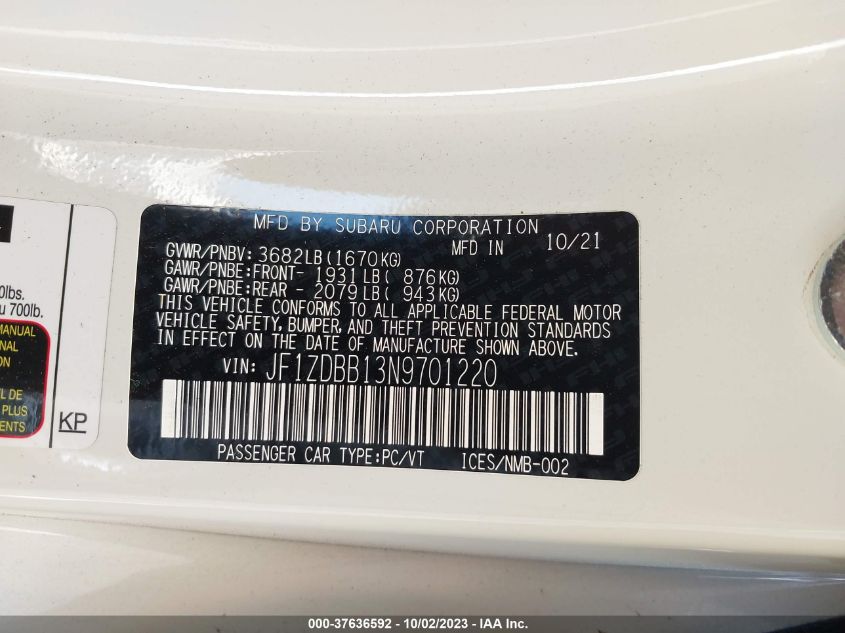 MFD BY SUBARU CORPORATION
GVWR/PNBV: 3682LB(1670KG) MFD IN 10/21
GAWR/PNBE:FRONT- 1931LB( 876KG)
GAWR/PNBE:REAR - 2079LB( 943KG)
THIS VEHICLE CONFORMS TO ALL APPLICABLE FEDERAL MOTOR
VEHICLE SAFETY, BUMPER, AND THEFT PREVENTION STANDARDS
IN EFFECT ON THE DATE OF MANUFACTURE SHOWN ABOVE.
VIN: JF1ZDBB13N9701220
PASSENGER CAR TYPE:PC/VT ICES/NMB-002
0lbs.
u 700lb.
MANUAL
NAL
ION
L DE
PLUS
ENTS
KP
000-37636592 - 10/02/2023 - IAA Inc.